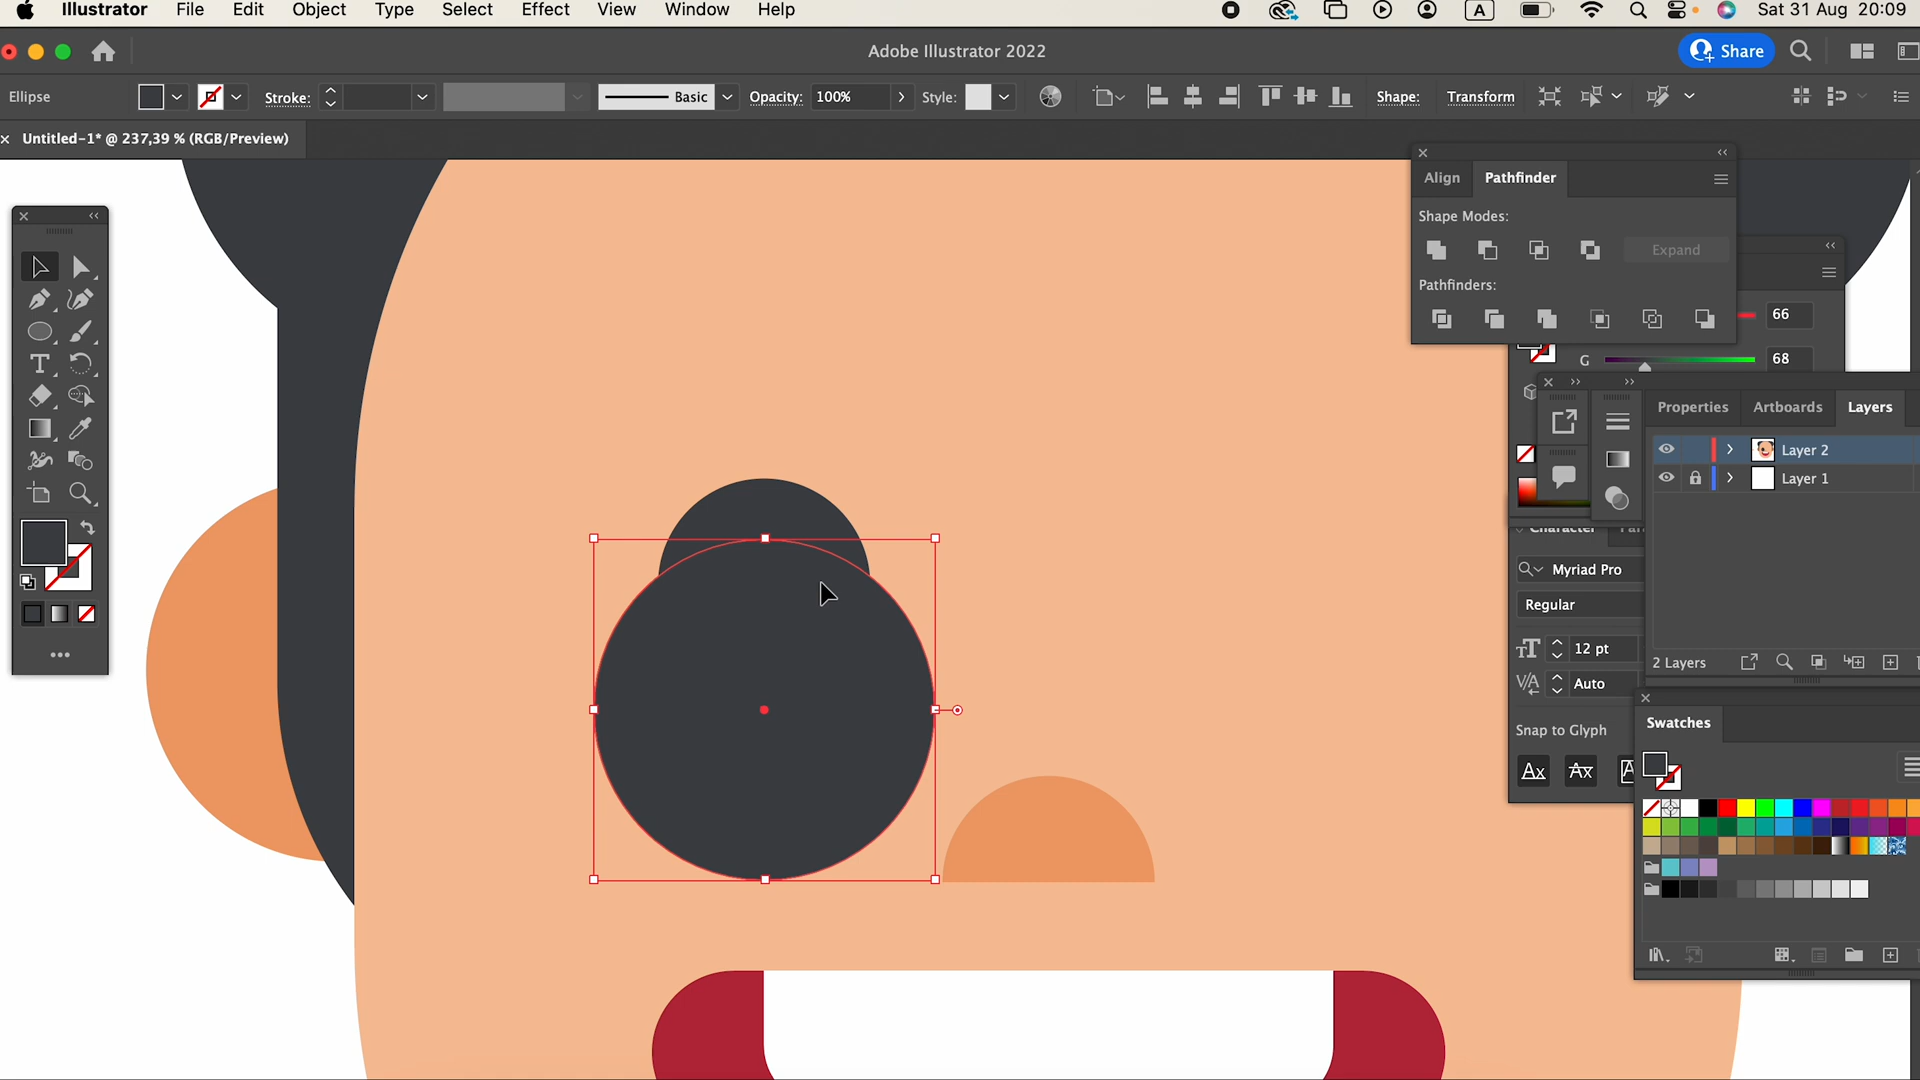 Illustrator File Edit Object Type Select Effect View Window Help A Sat 31 Aug 20:09
Adobe Illustrator 2022 Share
Ellipse Stroke: Basic Opacity: 100% Style: Shape: Transform
Untitled-1* @ 237,39 % (RGB/Preview)
Align Pathfinder
Shape Modes:
Expand
Pathfinders:
66
G 68
Properties Artboards Layers
Layer 2
Layer 1
Character
Myriad Pro
Regular
12 pt
2 Layers
Auto
Swatches
Snap to Glyph